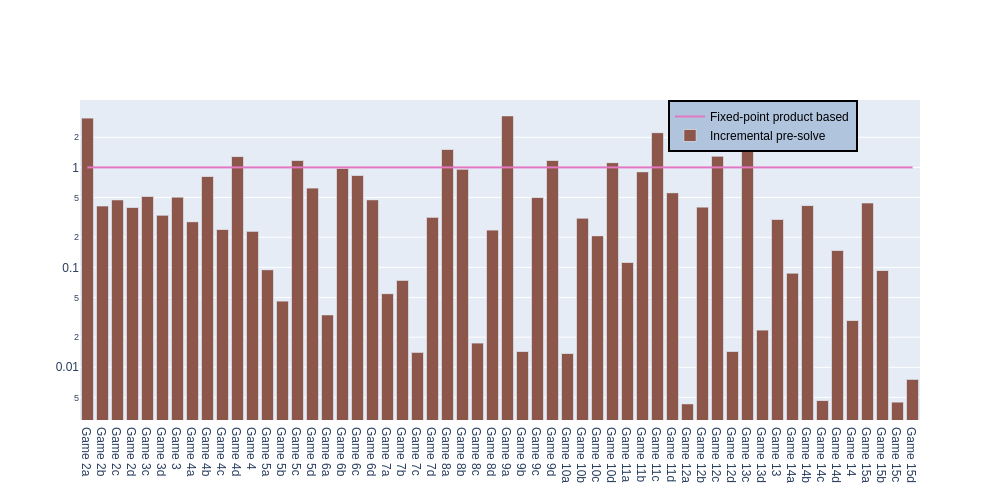 Fixed-point product based
Incremental pre-solve
2
1
5
2
0.1
5
2
0.01
5
Game 2a
Game 2b
Game 2c
Game 2d
Game 3c
Game 3d
Game 3
Game 4a
Game 4b
Game 4c
Game 4d
Game 4
Game 5a
Game 5b
Game 5c
Game 5d
Game 6a
Game 6b
Game 6c
Game 6d
Game 7a
Game 7b
Game 7c
Game 7d
Game 8a
Game 8b
Game 8c
Game 8d
Game 9a
Game 9b
Game 9c
Game 9d
Game 10a
Game 10b
Game 10c
Game 10d
Game 11a
Game 11b
Game 11c
Game 11d
Game 12a
Game 12b
Game 12c
Game 12d
Game 13c
Game 13d
Game 13
Game 14a
Game 14b
Game 14c
Game 14d
Game 14
Game 15a
Game 15b
Game 15c
Game 15d